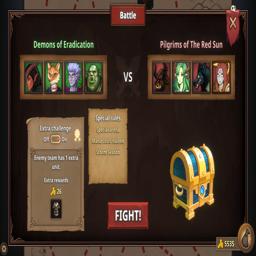 Battle
Demons of Eradication
Pilgrims of The Red Sun
VS
Extra challenge
Off
On
Enemy team has 1 extra
unit.
Extra rewards
26
Special rules
FIGHT!
5535